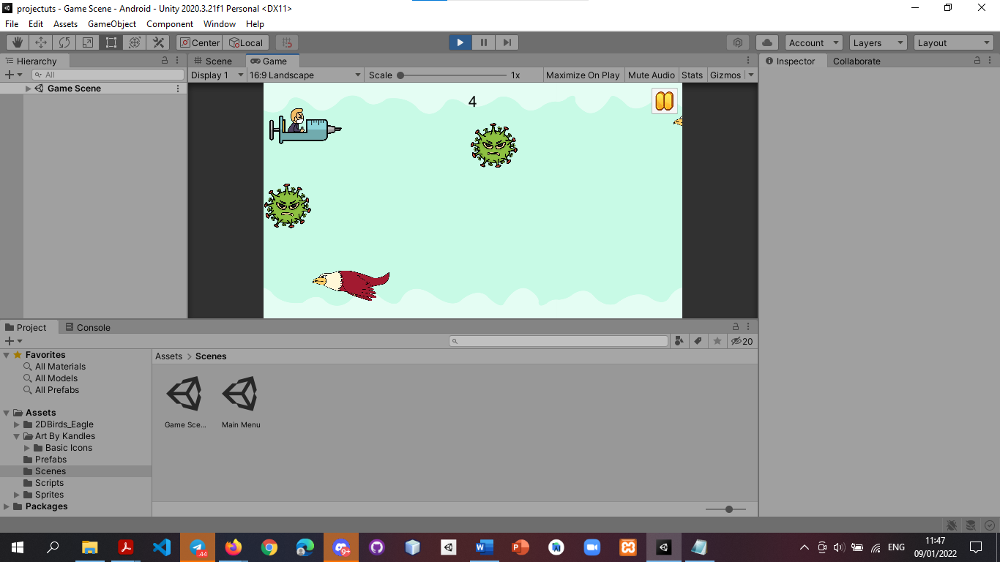 projectuts - Game Scene - Android - Unity 2020.3.21f1 Personal <DX11>
File Edit Assets GameObject Component Window Help
Center Local Account Layers Layout
Hierarchy Scene Game Inspector Collaborate
All Display 1 16:9 Landscape Scale 1x Maximize On Play Mute Audio Stats Gizmos
Game Scene
4
Project Console
20
Favorites
All Materials
All Models
All Prefabs
Assets
2DBirds_Eagle
Art By Kandles
Basic Icons
Prefabs
Scenes
Scripts
Sprites
Packages
Assets > Scenes
Game Sce... Main Menu
.44 9+ ENG 11:47
09/01/2022